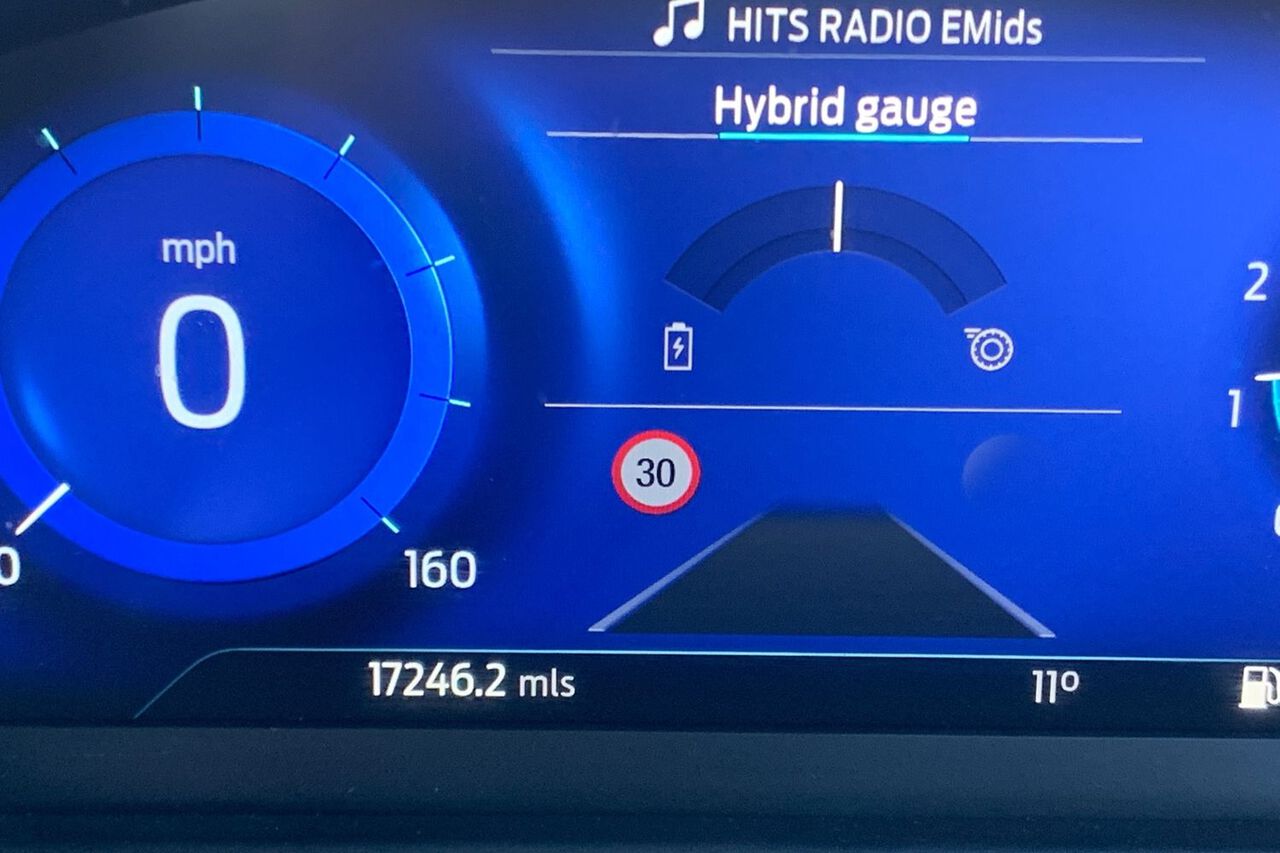 HITS RADIO EMids
Hybrid gauge
mph
0
2
1
30
0
160
17246.2 mls
11º